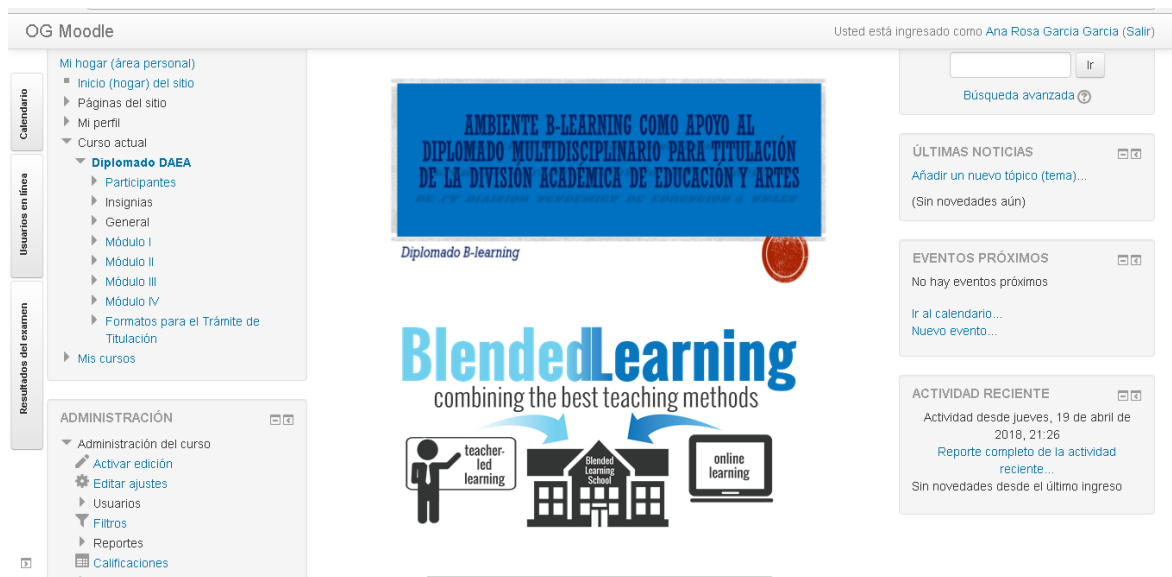 OG Moodle
Usted está ingresado como Ana Rosa Garcia Garcia (Salir)
Calendario
Usuarios en línea
Resultados del examen
Mi hogar (área personal)
Inicio (hogar) del sitio
Páginas del sitio
Mi perfil
Curso actual
Diplomado DAEA
Participantes
Insignias
General
Módulo I
Módulo II
Módulo III
Módulo IV
Formatos para el Trámite de
Titulación
Mis cursos
ADMINISTRACIÓN
Administración del curso
Activar edición
Editar ajustes
Usuarios
Filtros
Reportes
Calificaciones
AMBIENTE B-LEARNING COMO APOYO AL
DIPLOMADO MULTIDISCIPLINARIO PARA TITULACIÓN
DE LA DIVISIÓN ACADÉMICA DE EDUCACIÓN Y ARTES
Diplomado B-learning
BlendedLearning
combining the best teaching methods
teacher-
led
learning
Blended
Learning
School
online
learning
Ir
Búsqueda avanzada
ÚLTIMAS NOTICIAS
Añadir un nuevo tópico (tema)...
(Sin novedades aún)
EVENTOS PRÓXIMOS
No hay eventos próximos
Ir al calendario...
Nuevo evento...
ACTIVIDAD RECIENTE
Actividad desde jueves, 19 de abril de
2018, 21:26
Reporte completo de la actividad
reciente...
Sin novedades desde el último ingreso